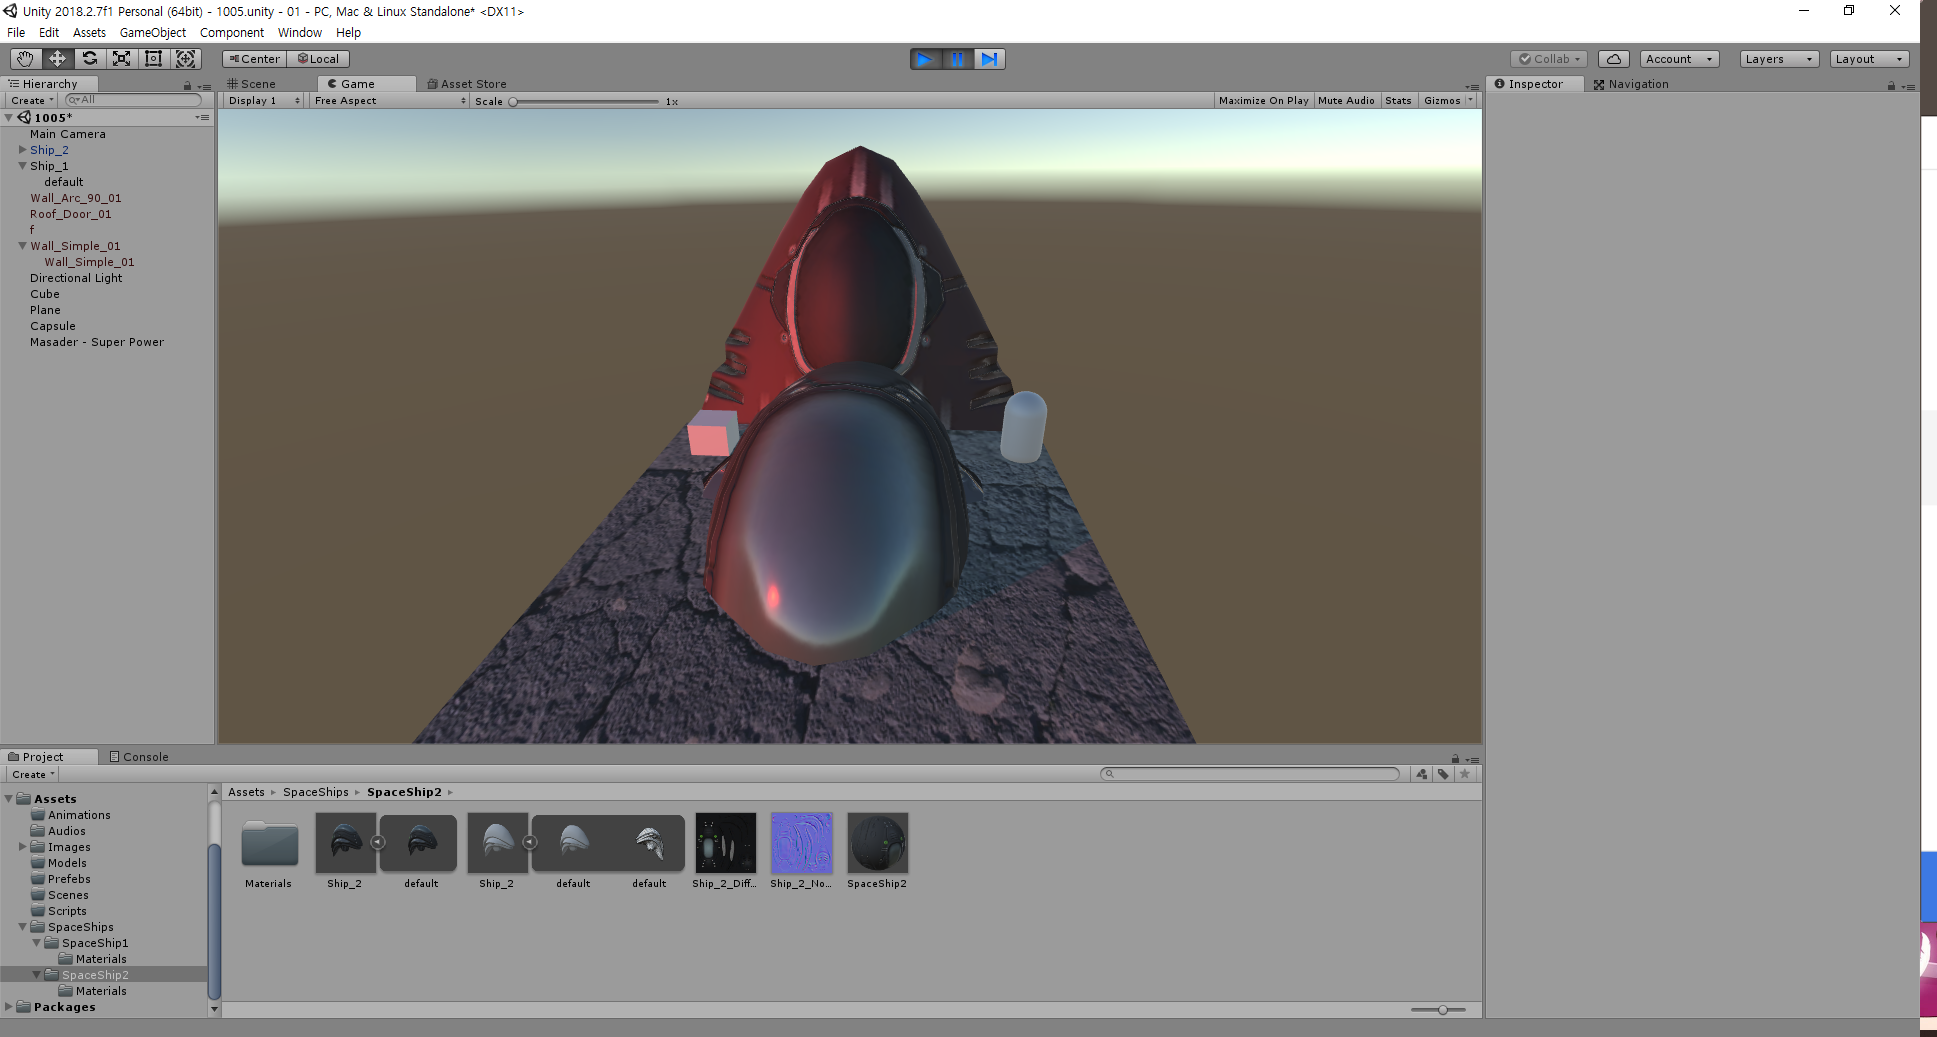 Unity 2018.2.7f1 Personal (64bit) - 1005.unity - 01 - PC, Mac & Linux Standalone* <DX11>
File Edit Assets GameObject Component Window Help
Center Local
Collab Account Layers Layout
Hierarchy
Create All
1005*
Main Camera
Ship_2
Ship_1
default
Wall_Arc_90_01
Roof_Door_01
f
Wall_Simple_01
Wall_Simple_01
Directional Light
Cube
Plane
Capsule
Masader - Super Power
Scene Game Asset Store
Display 1 Free Aspect Scale 1x Maximize On Play Mute Audio Stats Gizmos
Inspector Navigation
Project Console
Create
Assets
Animations
Audios
Images
Models
Prefebs
Scenes
Scripts
SpaceShips
SpaceShip1
Materials
SpaceShip2
Materials
Packages
Assets SpaceShips SpaceShip2
Materials Ship_2 default Ship_2 default default Ship_2_Diff... Ship_2_No... SpaceShip2